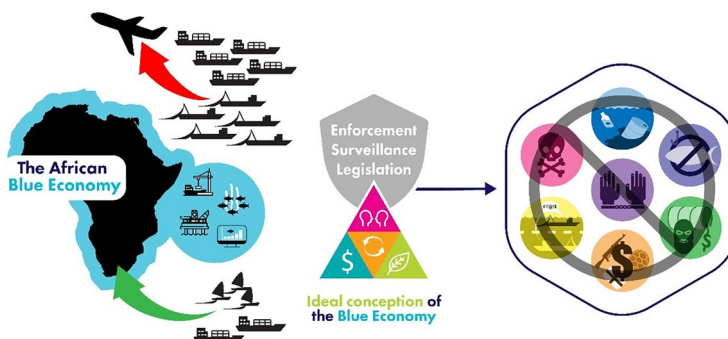 The African
Blue Economy
Enforcement
Surveillance
Legislation
$
Ideal conception of
the Blue Economy
$
$